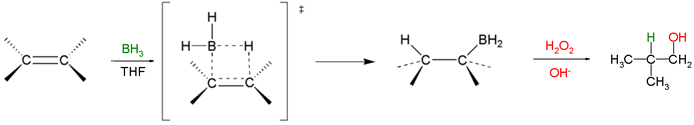 C C
BH3
THF
H
H B H
C C
‡
H BH2
C C
H2O2
OH-
H OH
H3C C CH2
CH3